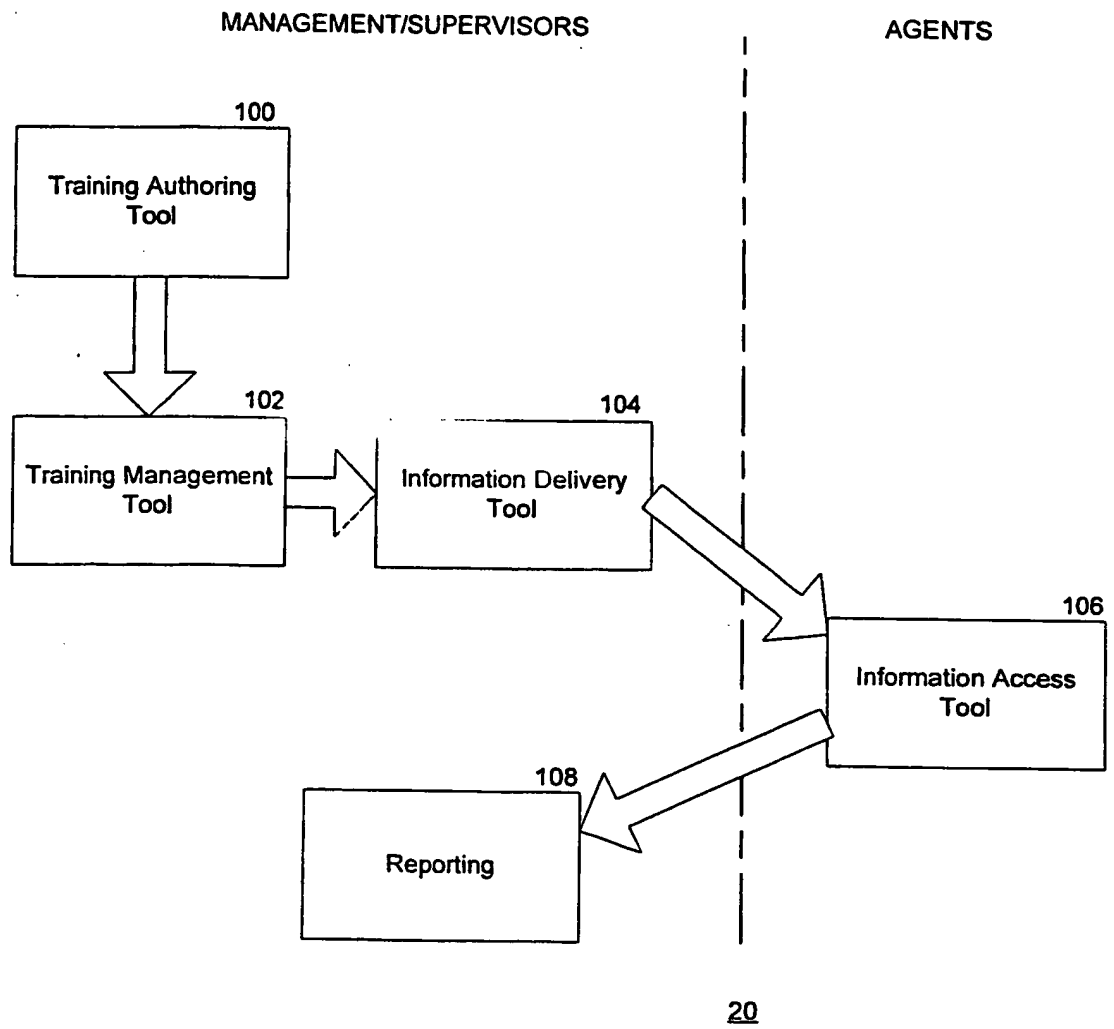 MANAGEMENT/SUPERVISORS
AGENTS
100
Training Authoring
Tool
102
Training Management
Tool
104
Information Delivery
Tool
106
Information Access
Tool
108
Reporting
20